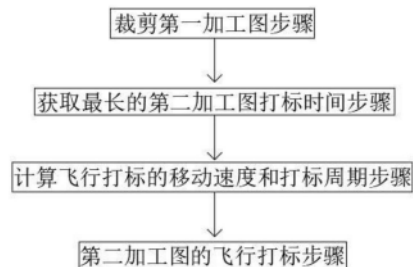 裁剪第一加工图步骤
获取最长的第二加工图打标时间步骤
计算飞行打标的移动速度和打标周期步骤
第二加工图的飞行打标步骤